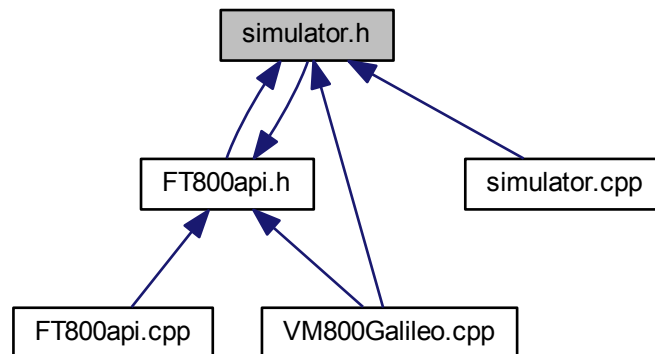 simulator.h
FT800api.h
simulator.cpp
FT800api.cpp
VM800Galileo.cpp